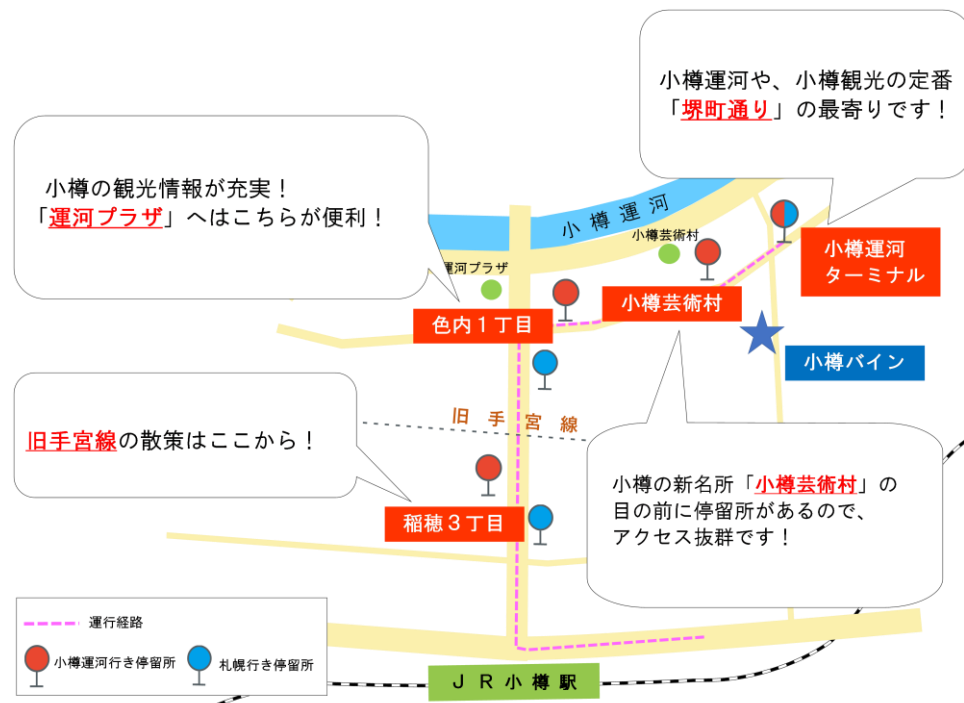 小樽運河や、小樽観光の定番
「堺町通り」の最寄りです！
小樽の観光情報が充実！
「運河プラザ」へはこちらが便利！
小樽運河
小樽芸術村
運河プラザ
小樽運河
ターミナル
小樽芸術村
色内１丁目
小樽バイン
旧手宮線
旧手宮線の散策はここから！
小樽の新名所「小樽芸術村」の
目の前に停留所があるので、
アクセス抜群です！
稲穂３丁目
運行経路
小樽運河行き停留所
札幌行き停留所
ＪＲ小樽駅